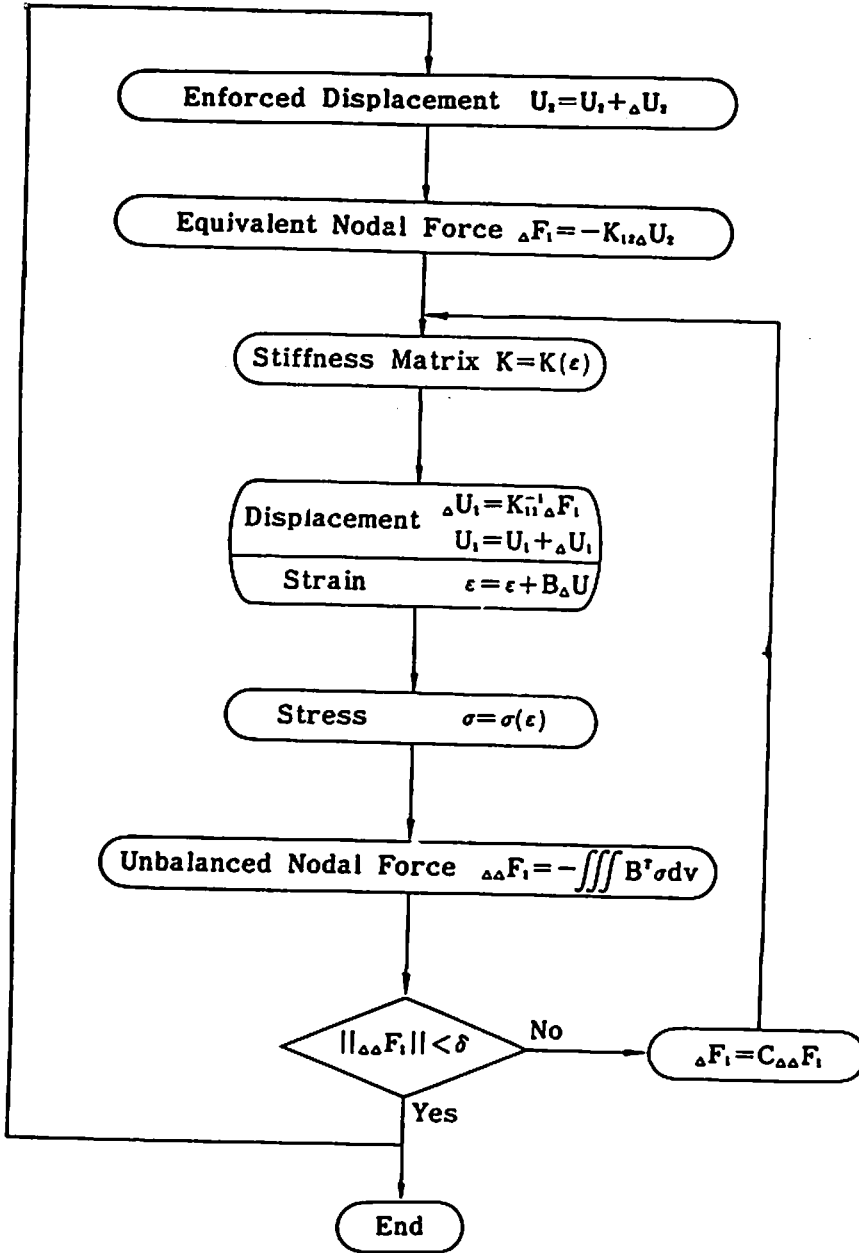 Enforced Displacement U₂=U₂+ΔU₂
Equivalent Nodal Force ΔF₁=−K₁₂ΔU₂
Stiffness Matrix K=K(ε)
Displacement ΔU₁=K₁₁⁻¹ΔF₁
U₁=U₁+ΔU₁
Strain ε=ε+BΔU
Stress σ=σ(ε)
Unbalanced Nodal Force ΔΔF₁=−∭Bᵀσdv
||ΔΔF₁||<δ
No
ΔF₁=CΔΔF₁
Yes
End